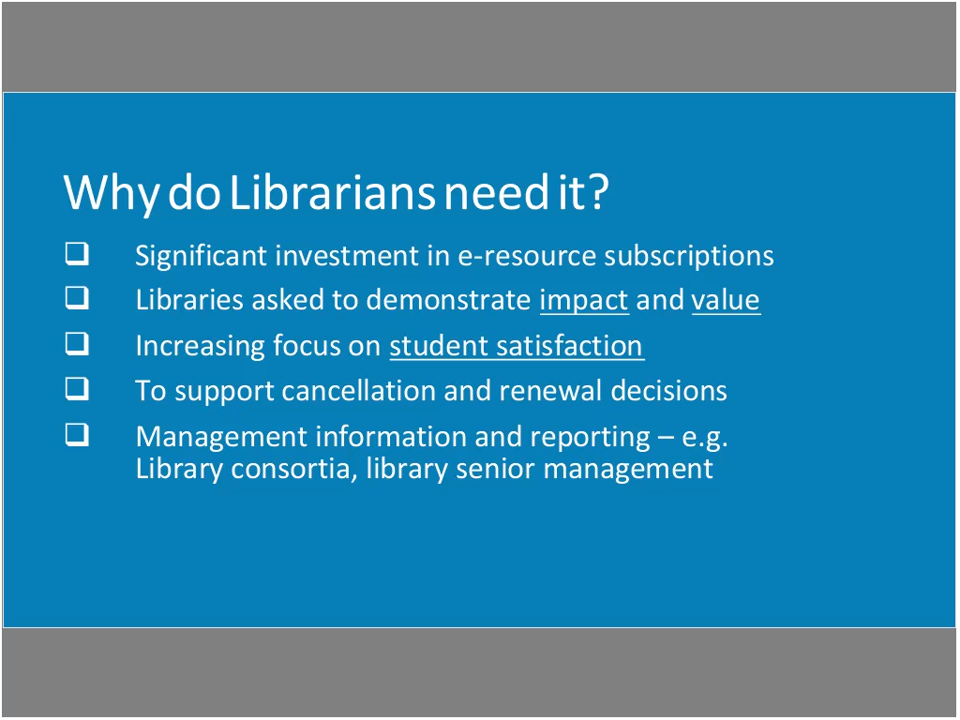 Why do Librarians need it?
Significant investment in e-resource subscriptions
Libraries asked to demonstrate impact and value
Increasing focus on student satisfaction
To support cancellation and renewal decisions
Management information and reporting – e.g.
Library consortia, library senior management